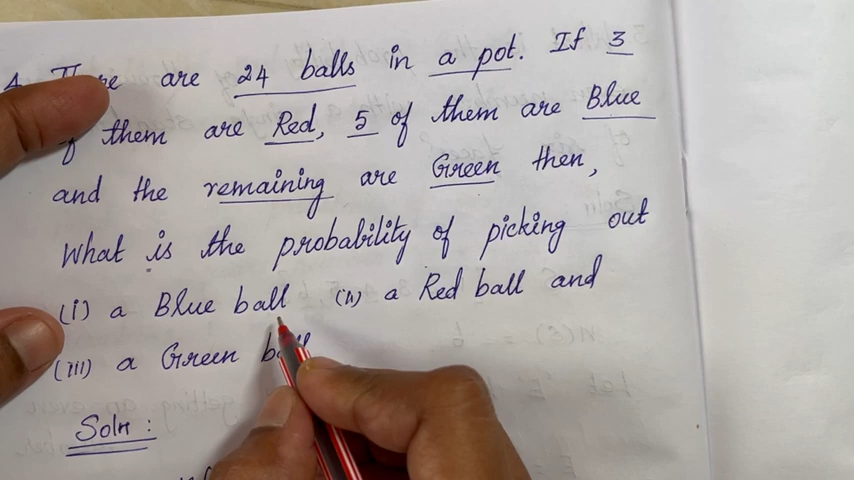 are 24 balls in a pot. If 3
them are Red, 5 of them are Blue
and the remaining are Green then,
What is the probability of picking out
(i) a Blue ball (ii) a Red ball and
(iii) a Green
Soln :